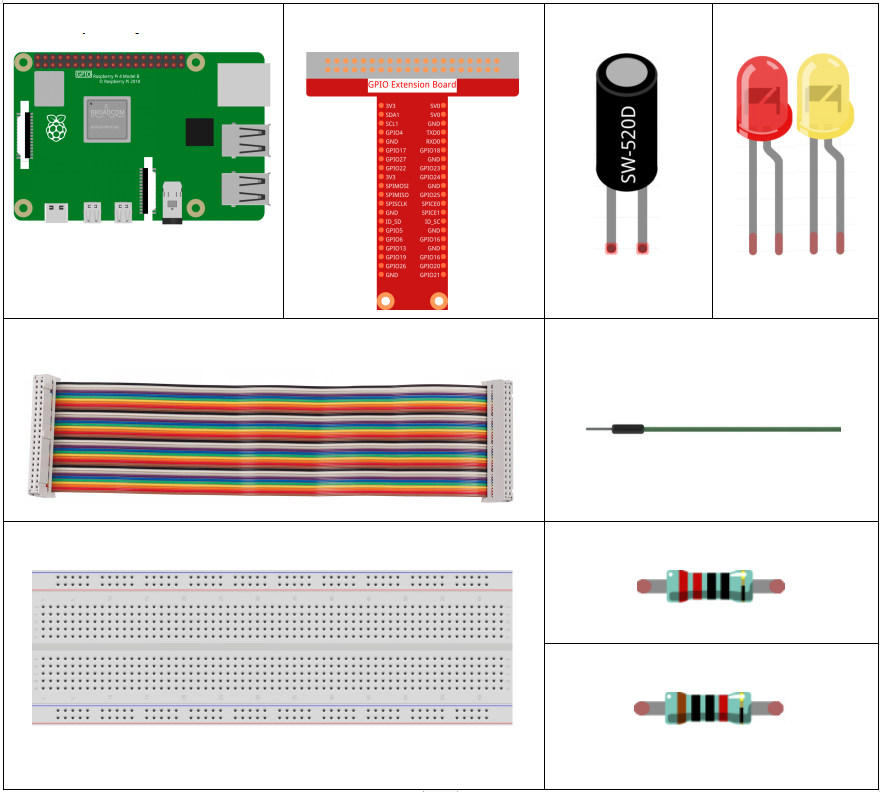 GPIO
Raspberry Pi 4 Model B
© Raspberry Pi 2018
BROADCOM
GPIO Extension Board
3V3 5V0
SDA1 5V0
SCL1 GND
GPIO4 TXD0
GND RXD0
GPIO17 GPIO18
GPIO27 GND
GPIO22 GPIO23
3V3 GPIO24
SPIMOSI GND
SPIMISO GPIO25
SPISCLK SPICE0
GND SPICE1
ID_SD ID_SC
GPIO5 GND
GPIO6 GPIO16
GPIO13 GND
GPIO19 GPIO16
GPIO26 GPIO20
GND GPIO21
SW-520D